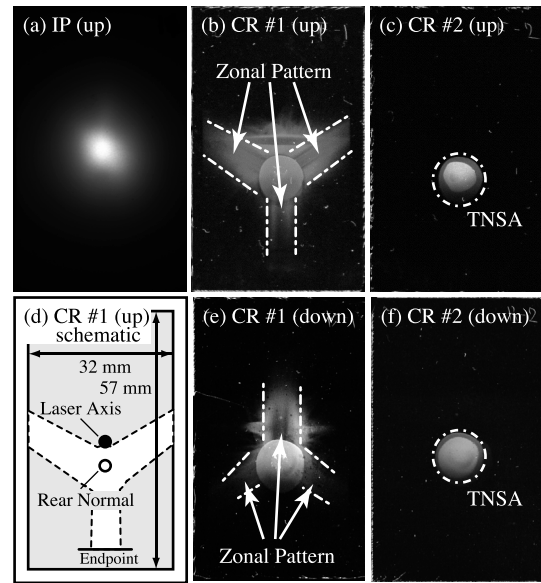 (a) IP (up)
(b) CR #1 (up)
Zonal Pattern
(c) CR #2 (up)
TNSA
(d) CR #1 (up)
schematic
32 mm
57 mm
Laser Axis
Rear Normal
Endpoint
(e) CR #1 (down)
Zonal Pattern
(f) CR #2 (down)
TNSA